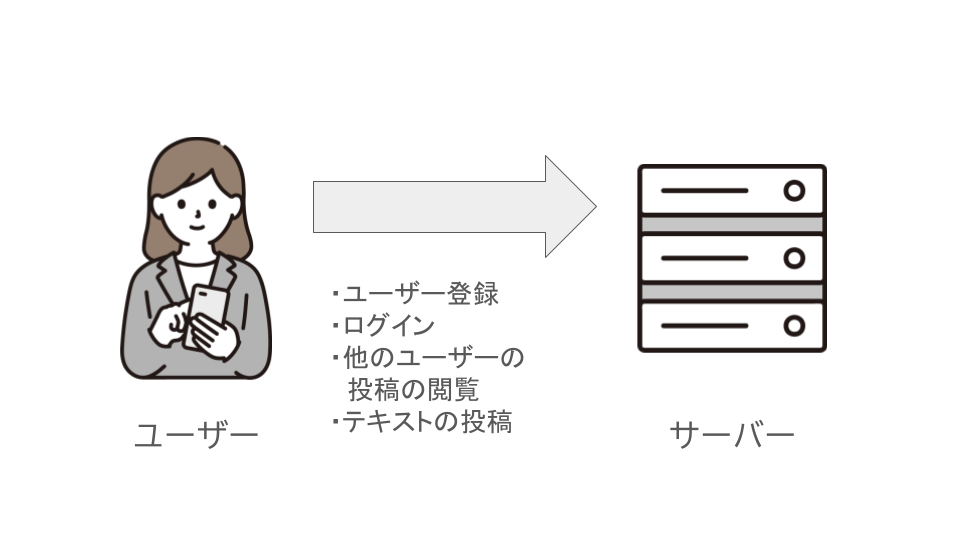 ・ユーザー登録
・ログイン
・他のユーザーの
投稿の閲覧
・テキストの投稿
ユーザー
サーバー